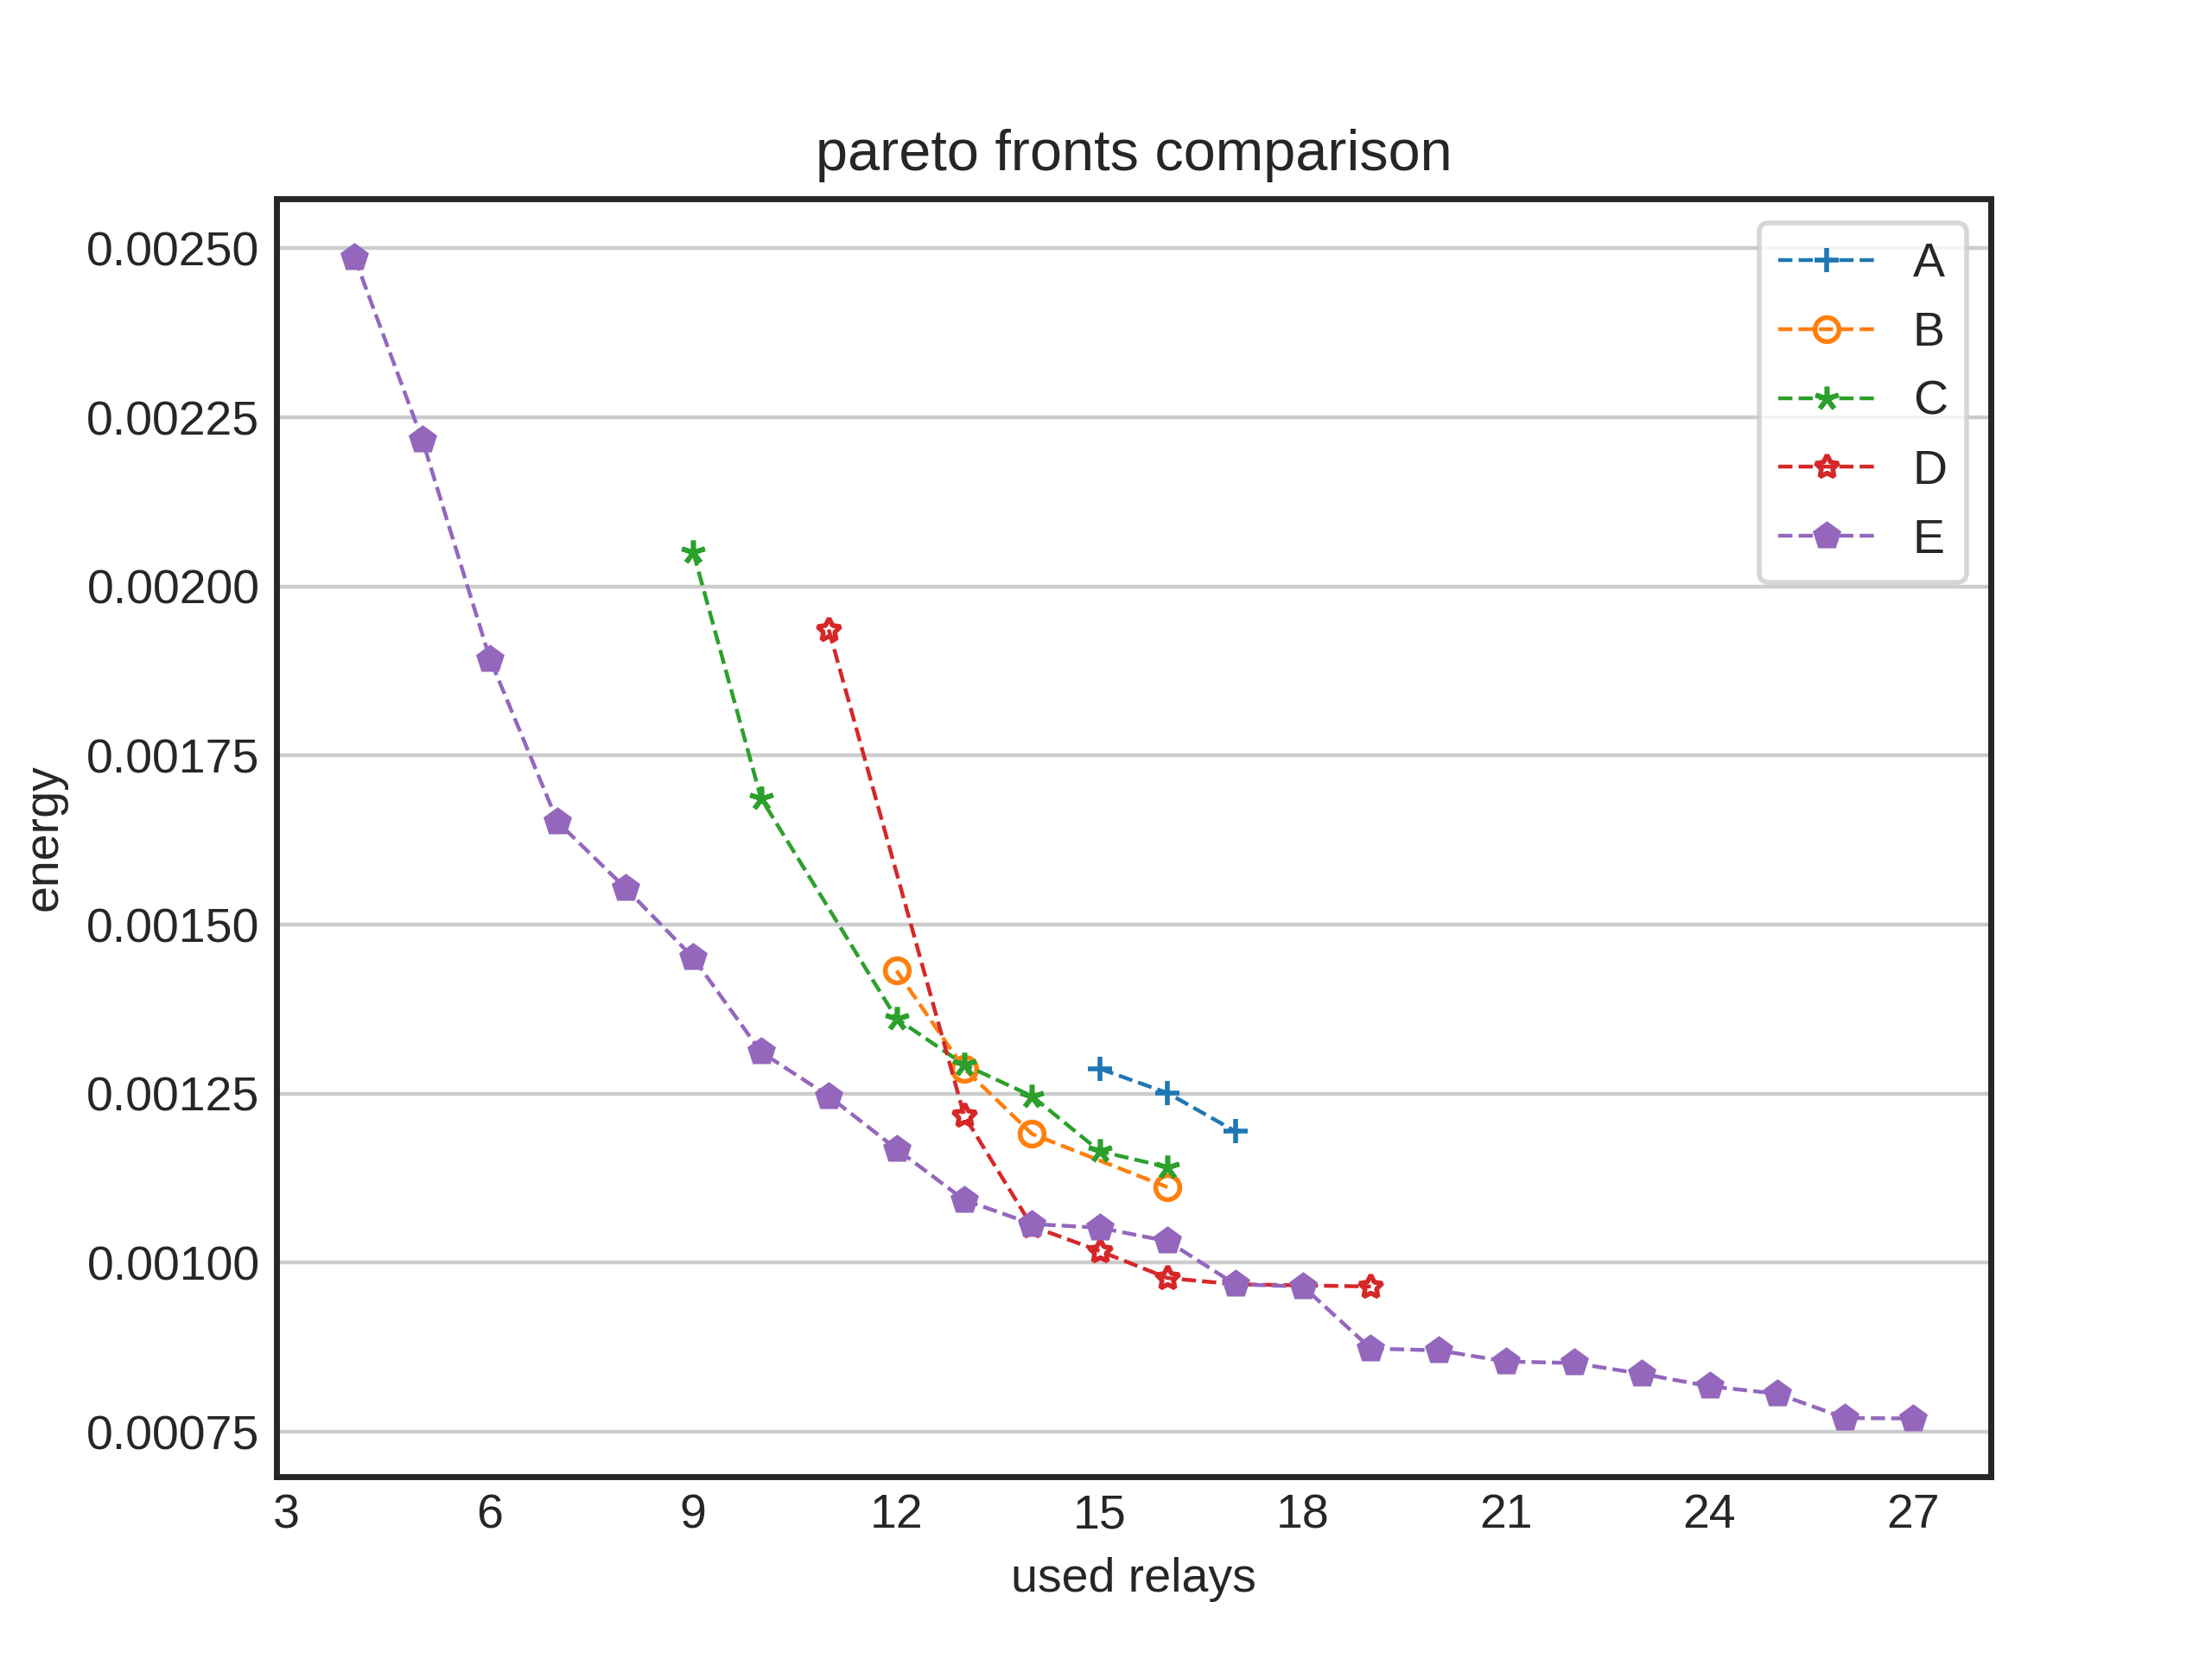 pareto fronts comparison
0.00250
0.00225
0.00200
0.00175
0.00150
0.00125
0.00100
0.00075
energy
A
B
C
D
E
3 6 9 12 15 18 21 24 27
used relays